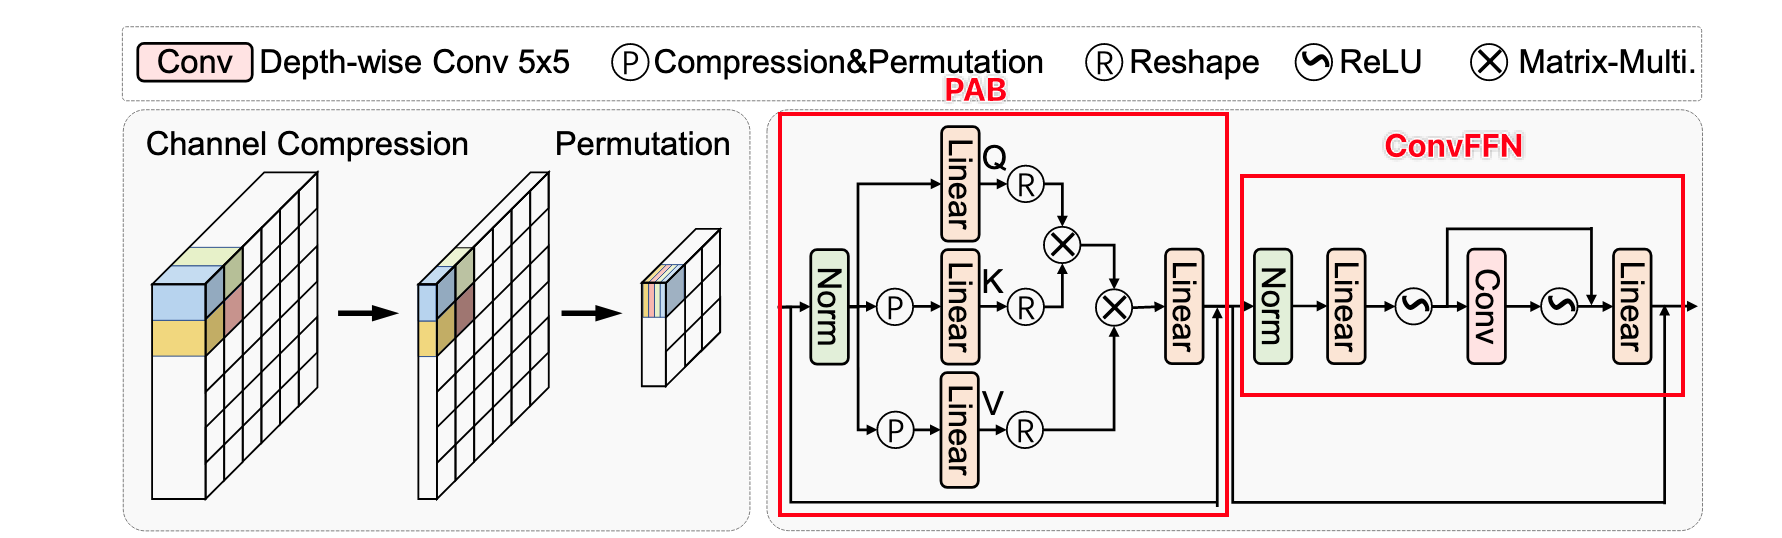 Conv Depth-wise Conv 5x5 P Compression&Permutation R Reshape ReLU Matrix-Multi.
PAB
Channel Compression Permutation
ConvFFN
Linear Q R
Norm P Linear K R Linear
P Linear V R
Norm Linear Conv Linear